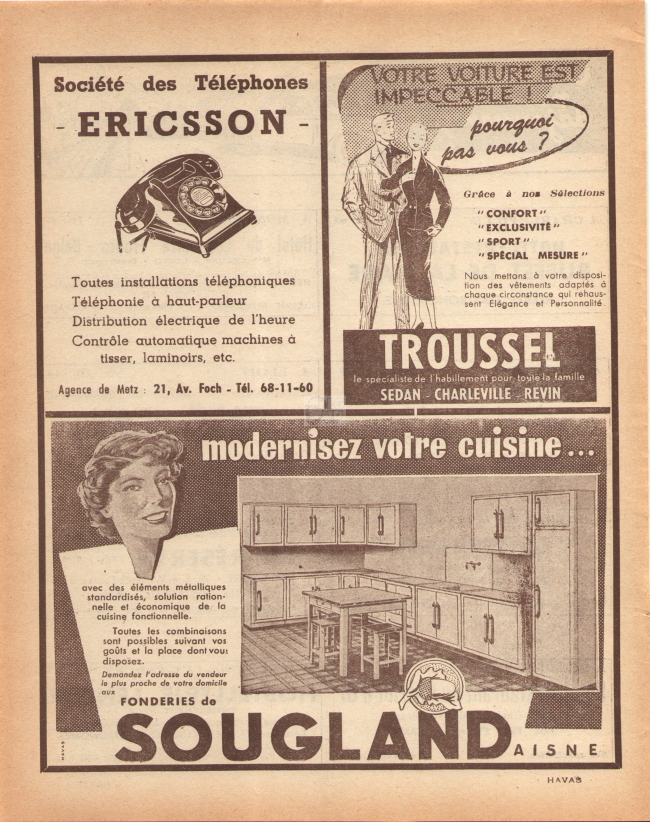 Société des Téléphones
- ERICSSON -
Toutes installations téléphoniques
Téléphonie à haut-parleur
Distribution électrique de l'heure
Contrôle automatique machines à
tisser, laminoirs, etc.
Agence de Metz : 21, Av. Foch - Tél. 68-11-60
VOTRE VOITURE EST
IMPECCABLE !
pourquoi
pas vous ?
Grâce à nos Sélections
" CONFORT "
" EXCLUSIVITÉ "
" SPORT "
" SPÉCIAL MESURE "
Nous mettons à votre disposi-
tion des vêtements adaptés à
chaque circonstance qui rehaus-
sent Elégance et Personnalité.
TROUSSEL
le spécialiste de l'habillement pour toute la famille
SEDAN - CHARLEVILLE - REVIN
modernisez votre cuisine...
avec des éléments métalliques
standardisés, solution ration-
nelle et économique de la
cuisine fonctionnelle.
Toutes les combinaisons
sont possibles suivant vos
goûts et la place dont vous
disposez.
Demandez l'adresse du vendeur
le plus proche de votre domicile
aux
FONDERIES de
SOUGLAND AISNE
HAVAS
HAVAS